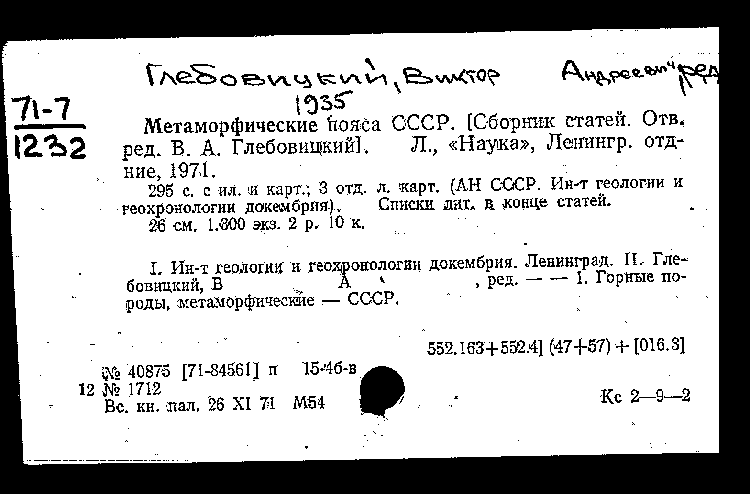 Глебовицкий, Виктор Андреевич ред
1935
71-7
1232
Метаморфические пояса СССР. [Сборник статей. Отв.
ред. В. А. Глебовицкий]. Л., «Наука», Ленингр. отд-
ние, 1971.
295 с. с ил. и карт.; 3 отд. л. карт. (АН СССР. Ин-т геологии и
геохронологии докембрия). Списки лит. в конце статей.
26 см. 1.300 экз. 2 р. 10 к.
I. Ин-т геологии и геохронологии докембрия. Ленинград. II. Гле-
бовицкий, В А , ред. — — 1. Горные по-
роды, метаморфические — СССР.
552.163+552.4] (47+57) + [016.3]
№ 40875 [71-84561] п 15-4б-в
12 № 1712
Вс. кн. пал. 26 XI 71 М54
Кс 2—9—2